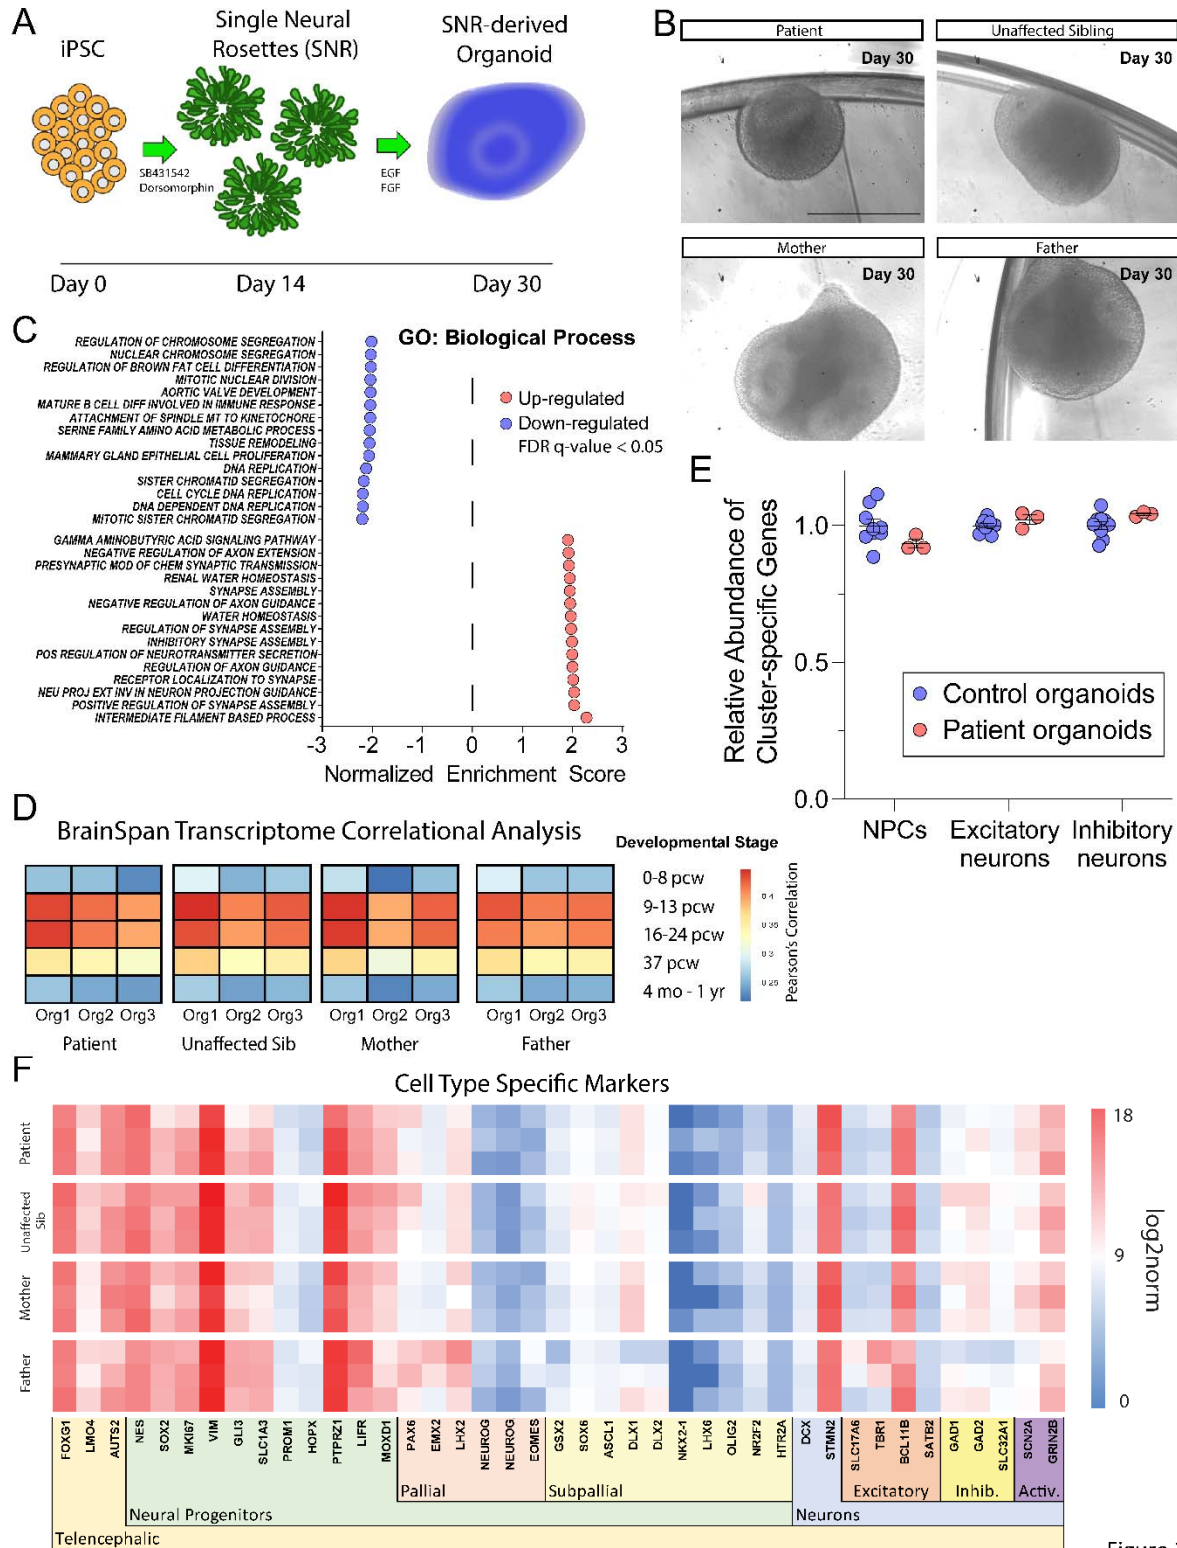 A
iPSC
Single Neural
Rosettes (SNR)
SNR-derived
Organoid
SB431542
Dorsomorphin
EGF
FGF
Day 0
Day 14
Day 30
B
Patient
Day 30
Unaffected Sibling
Day 30
Mother
Day 30
Father
Day 30
C
GO: Biological Process
Up-regulated
Down-regulated
FDR q-value < 0.05
REGULATION OF CHROMOSOME SEGREGATION
NUCLEAR CHROMOSOME SEGREGATION
REGULATION OF BROWN FAT CELL DIFFERENTIATION
MITOTIC NUCLEAR DIVISION
AORTIC VALVE DEVELOPMENT
MATURE B CELL DIFF INVOLVED IN IMMUNE RESPONSE
ATTACHMENT OF SPINDLE MT TO KINETOCHORE
SERINE FAMILY AMINO ACID METABOLIC PROCESS
TISSUE REMODELING
MAMMARY GLAND EPITHELIAL CELL PROLIFERATION
DNA REPLICATION
SISTER CHROMATID SEGREGATION
CELL CYCLE DNA REPLICATION
DNA DEPENDENT DNA REPLICATION
MITOTIC SISTER CHROMATID SEGREGATION
GAMMA AMINOBUTYRIC ACID SIGNALING PATHWAY
NEGATIVE REGULATION OF AXON EXTENSION
PRESYNAPTIC MOD OF CHEM SYNAPTIC TRANSMISSION
RENAL WATER HOMEOSTASIS
SYNAPSE ASSEMBLY
NEGATIVE REGULATION OF AXON GUIDANCE
WATER HOMEOSTASIS
REGULATION OF SYNAPSE ASSEMBLY
INHIBITORY SYNAPSE ASSEMBLY
POS REGULATION OF NEUROTRANSMITTER SECRETION
REGULATION OF AXON GUIDANCE
RECEPTOR LOCALIZATION TO SYNAPSE
NEU PROJ EXT INV IN NEURON PROJECTION GUIDANCE
POSITIVE REGULATION OF SYNAPSE ASSEMBLY
INTERMEDIATE FILAMENT BASED PROCESS
-3 -2 -1 0 1 2 3
Normalized Enrichment Score
E
Relative Abundance of
Cluster-specific Genes
1.0
0.5
0.0
Control organoids
Patient organoids
NPCs
Excitatory
neurons
Inhibitory
neurons
D
BrainSpan Transcriptome Correlational Analysis
Developmental Stage
0-8 pcw
9-13 pcw
16-24 pcw
37 pcw
4 mo - 1 yr
0.4
0.35
0.3
0.25
Pearson's Correlation
Org1 Org2 Org3
Patient
Org1 Org2 Org3
Unaffected Sib
Org1 Org2 Org3
Mother
Org1 Org2 Org3
Father
F
Cell Type Specific Markers
Patient
Unaffected
Sib
Mother
Father
18
9
0
log2norm
FOXG1
LMO4
AUTS2
NES
SOX2
MKI67
VIM
GLI3
SLC1A3
PROM1
HOPX
PTPRZ1
LIFR
MOXD1
PAX6
EMX2
LHX2
NEUROG
NEUROG
EOMES
GSX2
SOX6
ASCL1
DLX1
DLX2
NKX2-1
LHX6
OLIG2
NR2F2
HTR2A
DCX
STMN2
SLC17A6
TBR1
BCL11B
SATB2
GAD1
GAD2
SLC32A1
SCN2A
GRIN2B
Pallial
Subpallial
Excitatory
Inhib.
Activ.
Neural Progenitors
Neurons
Telencephalic